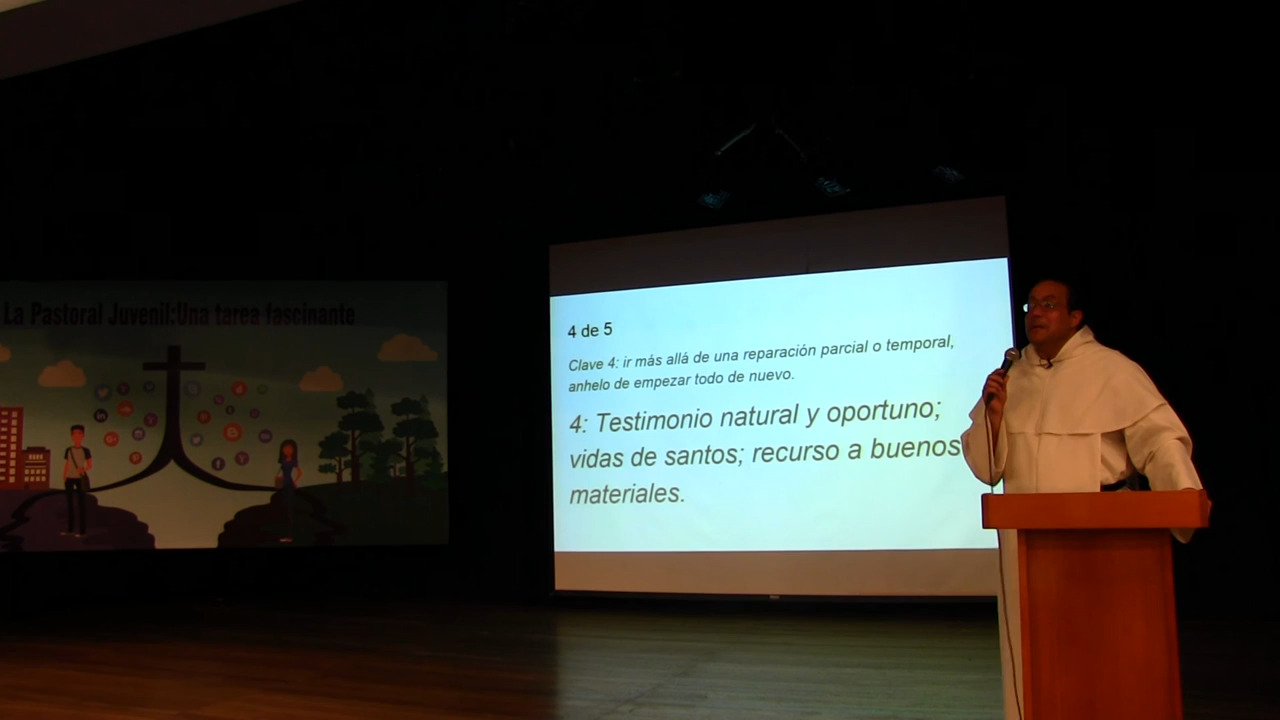 La Pastoral Juvenil:Una tarea fascinante
4 de 5
Clave 4: ir más allá de una reparación parcial o temporal,
anhelo de empezar todo de nuevo.
4: Testimonio natural y oportuno;
vidas de santos; recurso a buenos
materiales.